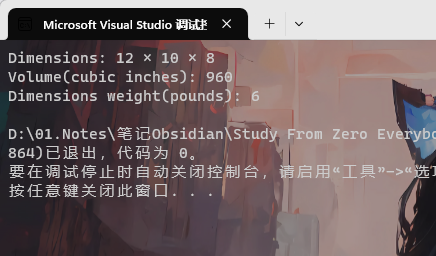 Microsoft Visual Studio 调试
Dimensions: 12 × 10 × 8
Volume(cubic inches): 960
Dimensions weight(pounds): 6
D:\01.Notes\笔记Obsidian\Study From Zero Everybo
864)已退出，代码为 0。
要在调试停止时自动关闭控制台，请启用“工具”->“选
按任意键关闭此窗口. . .